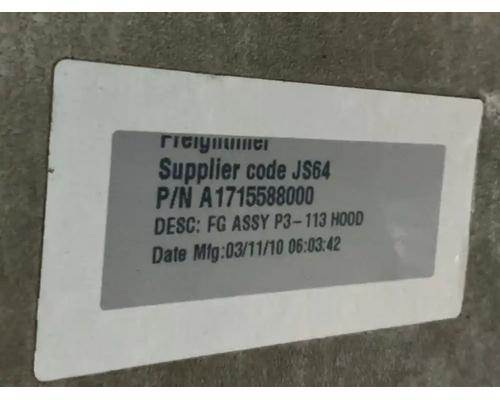 Freightliner
Supplier code JS64
P/N A1715588000
DESC: FG ASSY P3-113 HOOD
Date Mfg:03/11/10 06:03:42